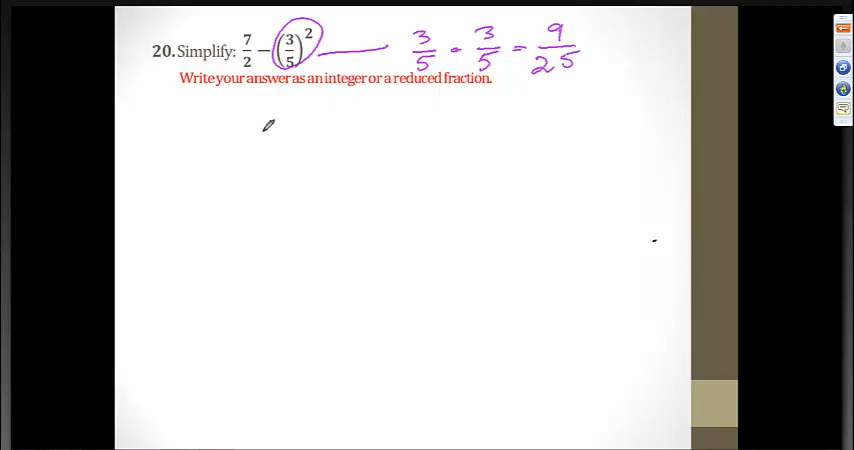 20. Simplify: 7/2 − (3/5)^2 3/5 · 3/5 = 9/25
Write your answer as an integer or a reduced fraction.